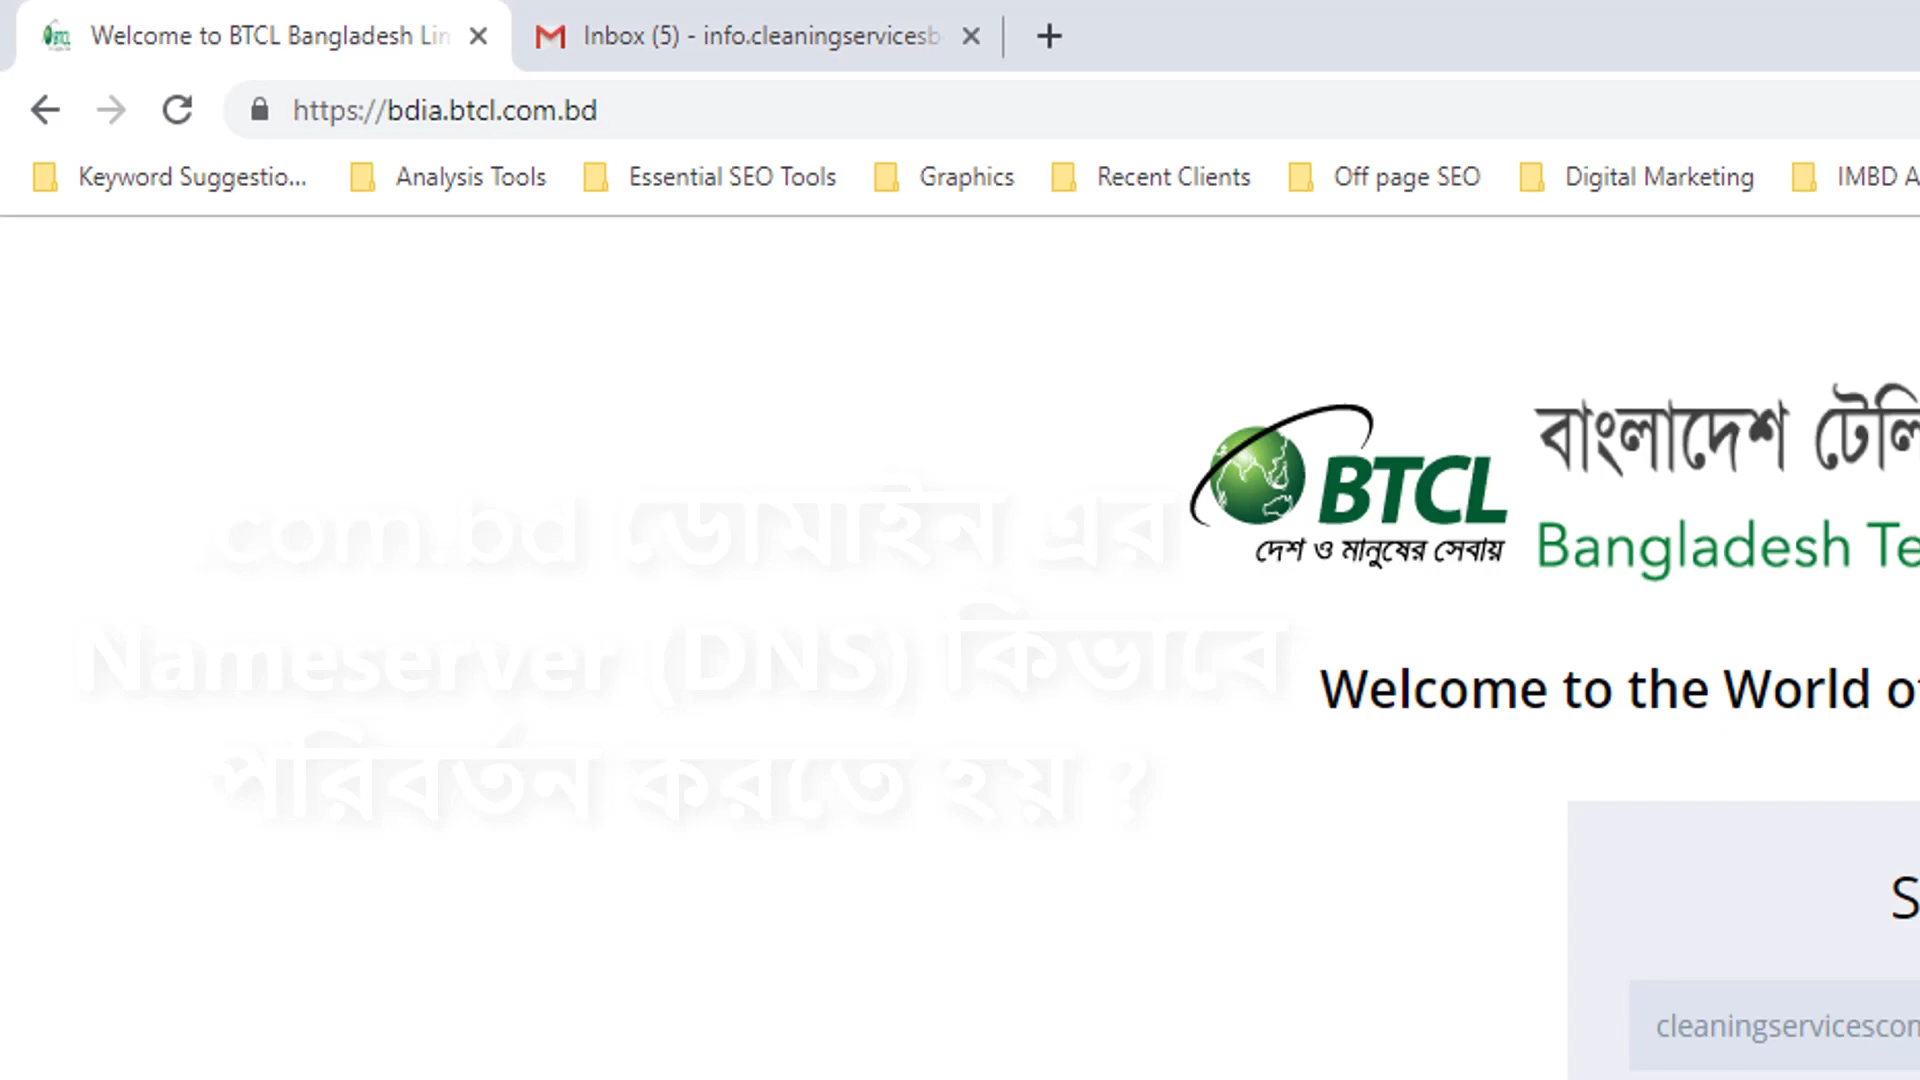 Welcome to BTCL Bangladesh Lin
Inbox (5) - info.cleaningservicesb
https://bdia.btcl.com.bd
Keyword Suggestio...
Analysis Tools
Essential SEO Tools
Graphics
Recent Clients
Off page SEO
Digital Marketing
IMBD A
BTCL
দেশ ও মানুষের সেবায়
বাংলাদেশ টেলি
Bangladesh Te
.com.bd ডোমাইন এর
Nameserver (DNS) কিভাবে
পরিবর্তন করতে হয় ?
Welcome to the World of
S
cleaningservicescom